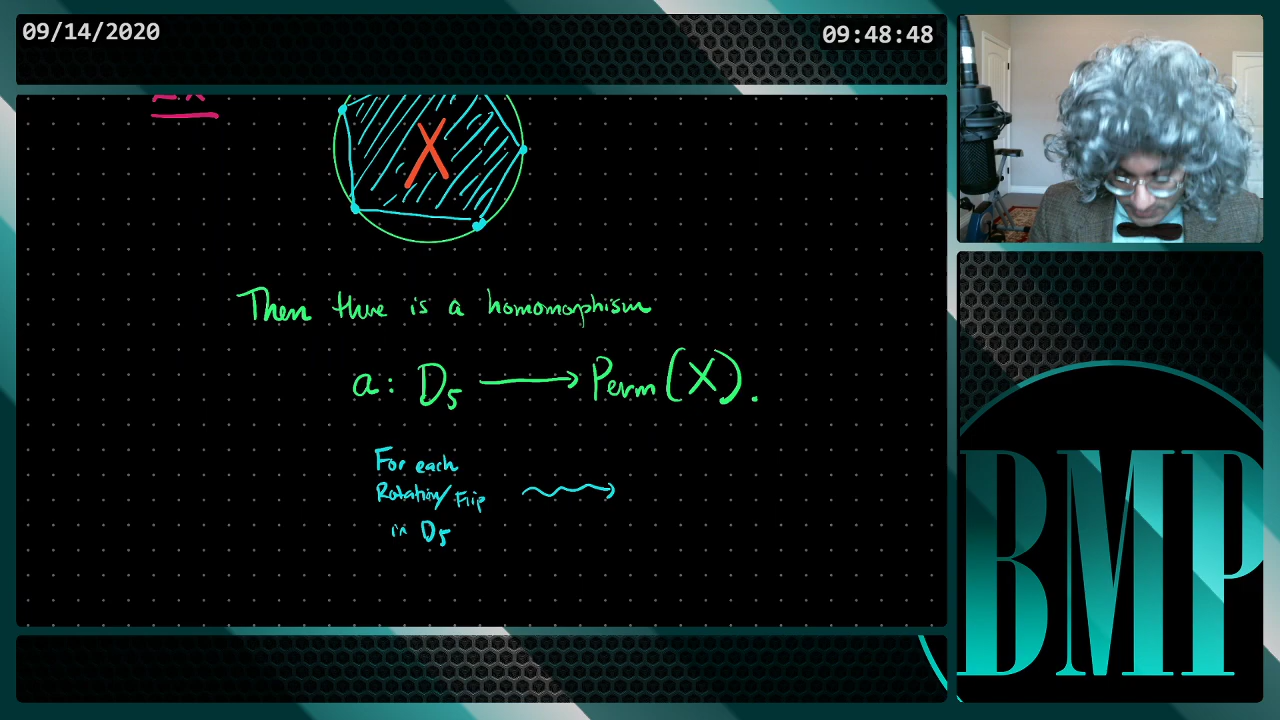 09/14/2020
09:48:48
X
Then there is a homomorphism
a: D₅ ⟶ Perm(X).
For each
Rotation/Flip
in D₅
BMP